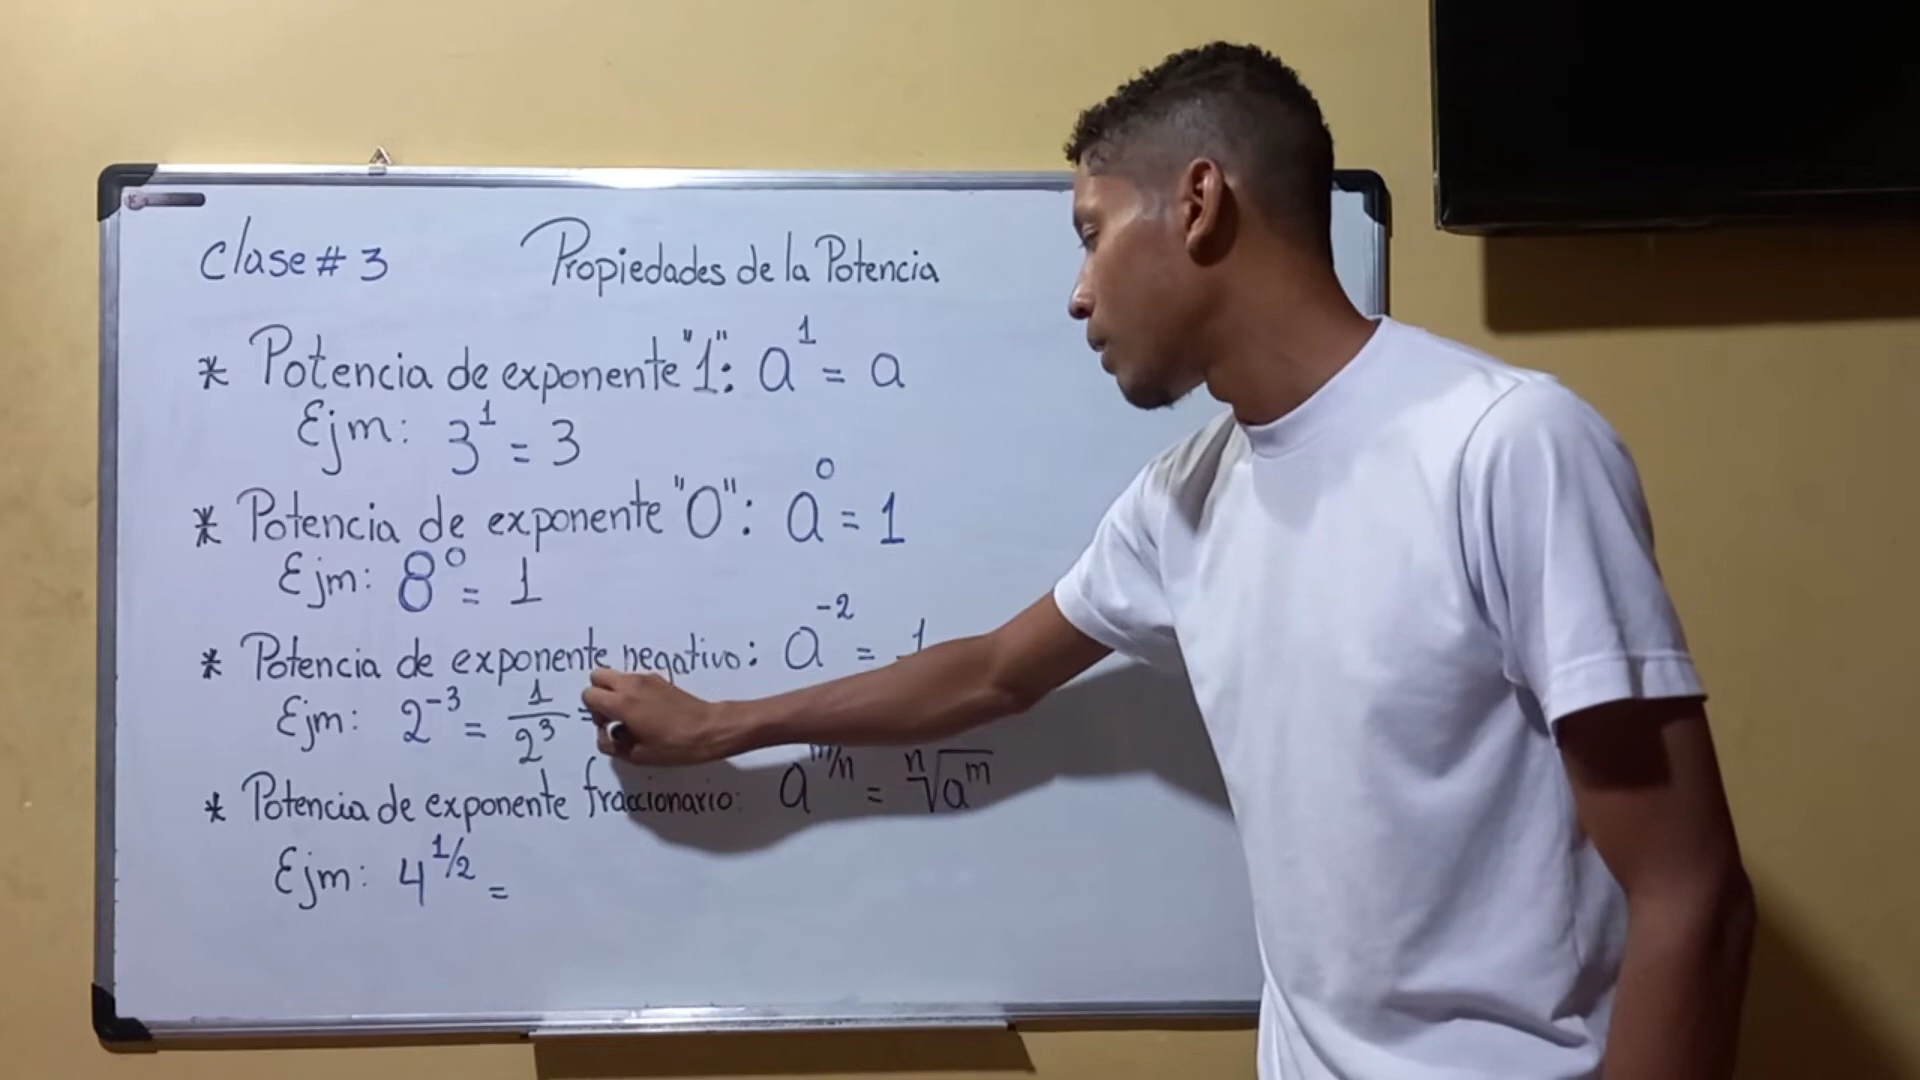 Clase # 3 Propiedades de la Potencia
* Potencia de exponente "1": a¹ = a
Ejm: 3¹ = 3
* Potencia de exponente "0": a⁰ = 1
Ejm: 8⁰ = 1
* Potencia de exponente negativo: a⁻² = 1
Ejm: 2⁻³ = 1/2³ =
* Potencia de exponente fraccionario: a^m/n = ⁿ√a^m
Ejm: 4^1/2 =